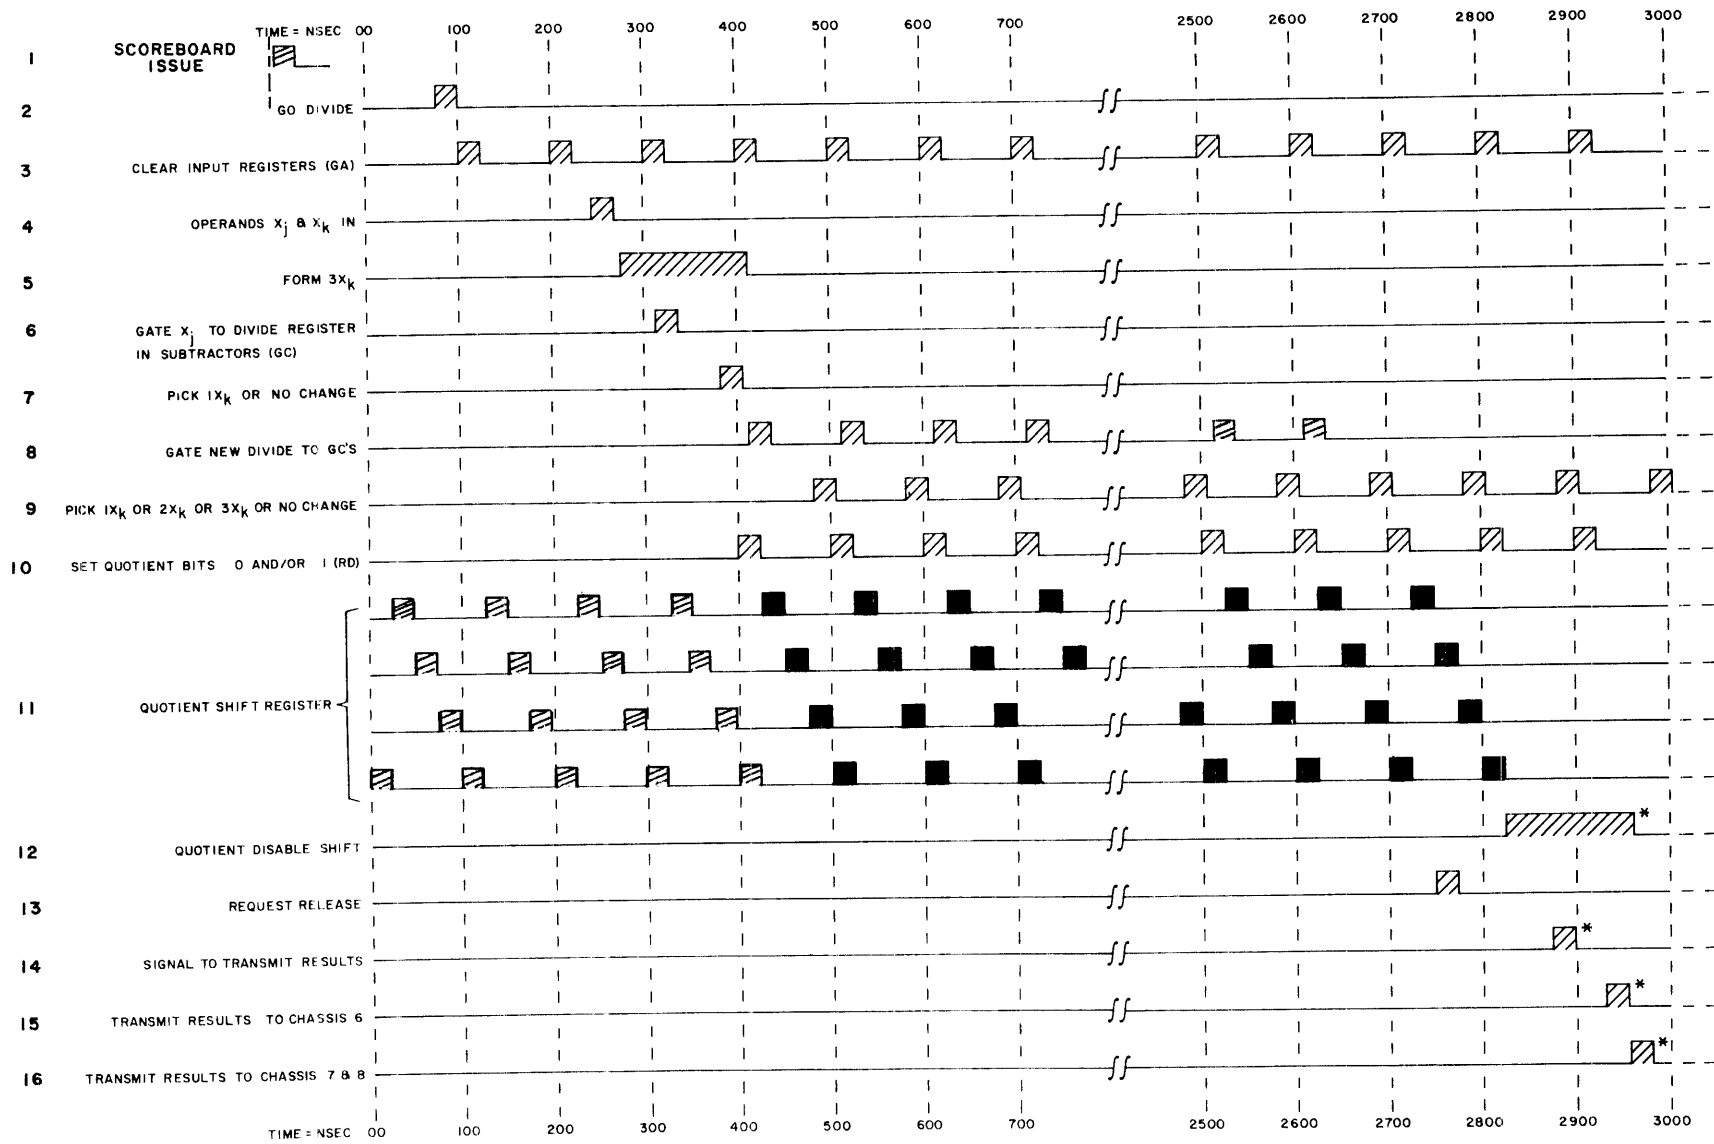 TIME = NSEC 00 100 200 300 400 500 600 700 2500 2600 2700 2800 2900 3000
1 SCOREBOARD
ISSUE
2 GO DIVIDE
3 CLEAR INPUT REGISTERS (GA)
4 OPERANDS Xj & Xk IN
5 FORM 3Xk
6 GATE Xj TO DIVIDE REGISTER
IN SUBTRACTORS (GC)
7 PICK 1Xk OR NO CHANGE
8 GATE NEW DIVIDE TO GC'S
9 PICK 1Xk OR 2Xk OR 3Xk OR NO CHANGE
10 SET QUOTIENT BITS 0 AND/OR 1 (RD)
11 QUOTIENT SHIFT REGISTER
12 QUOTIENT DISABLE SHIFT *
13 REQUEST RELEASE
14 SIGNAL TO TRANSMIT RESULTS *
15 TRANSMIT RESULTS TO CHASSIS 6 *
16 TRANSMIT RESULTS TO CHASSIS 7 & 8 *
TIME = NSEC 00 100 200 300 400 500 600 700 2500 2600 2700 2800 2900 3000